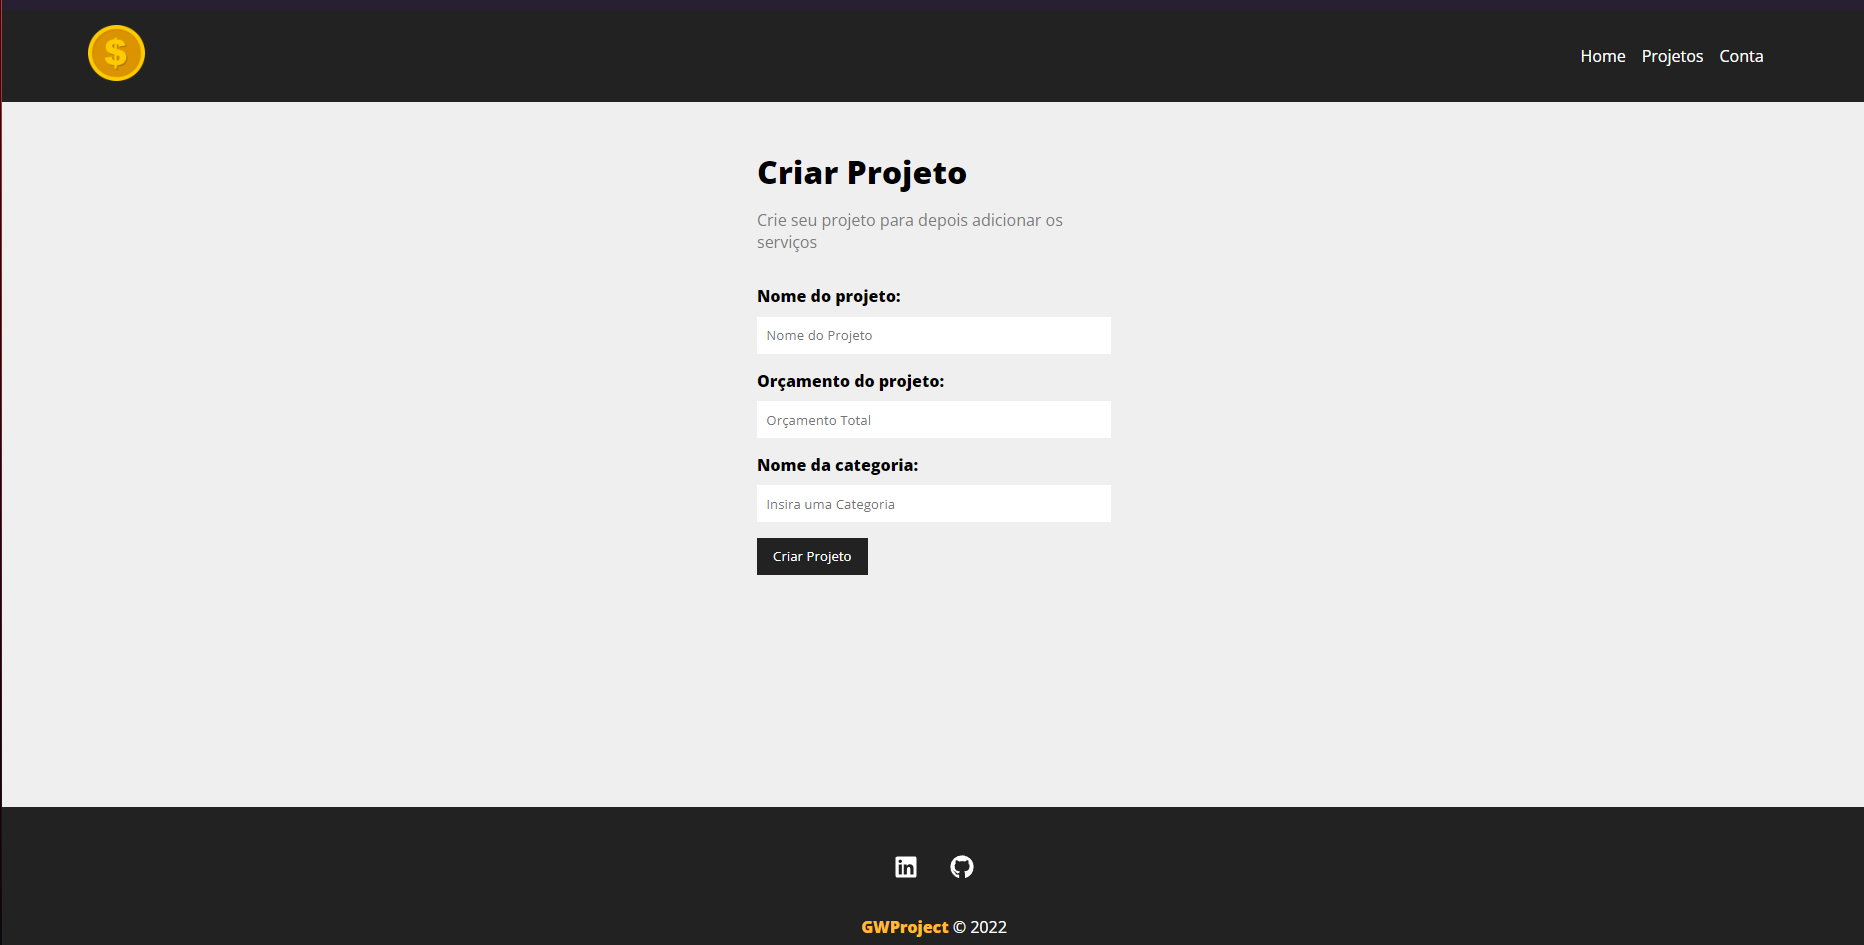 $
Home Projetos Conta
Criar Projeto
Crie seu projeto para depois adicionar os
serviços
Nome do projeto:
Nome do Projeto
Orçamento do projeto:
Orçamento Total
Nome da categoria:
Insira uma Categoria
Criar Projeto
in
GWProject © 2022